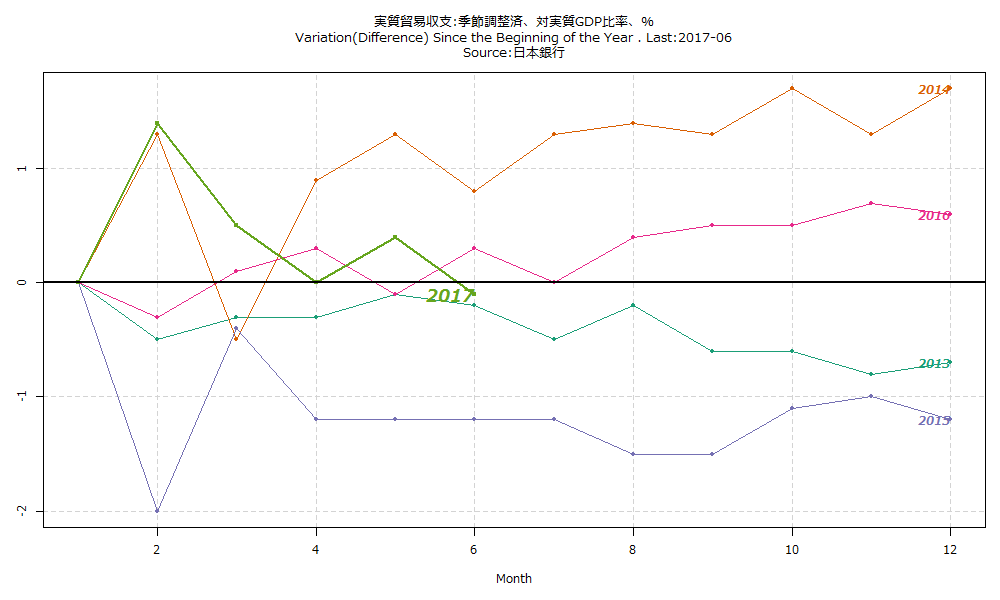 実質貿易収支:季節調整済、対実質GDP比率、%
Variation(Difference) Since the Beginning of the Year . Last:2017-06
Source:日本銀行
2014
1
2016
0
2017
2013
-1
2015
-2
2 4 6 8 10 12
Month